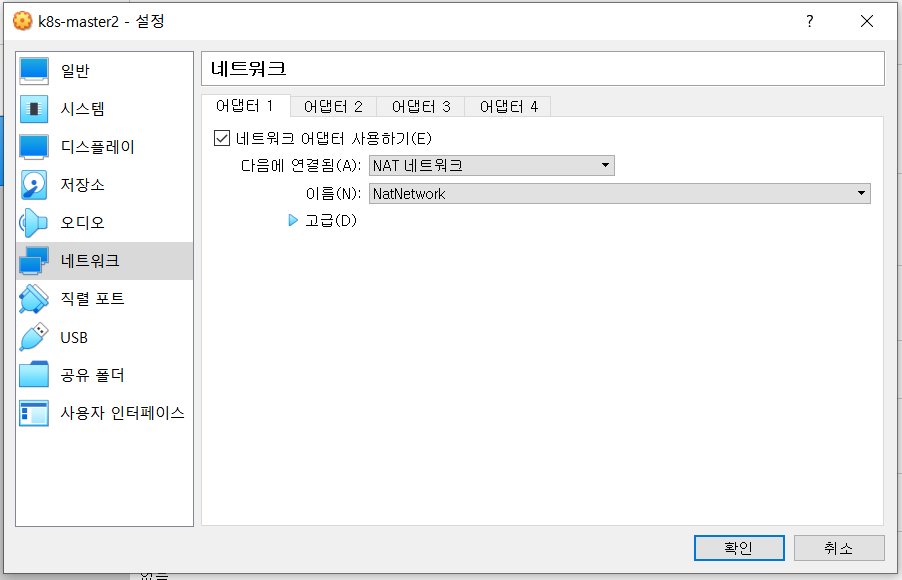 k8s-master2 - 설정
?
일반
시스템
디스플레이
저장소
오디오
네트워크
직렬 포트
USB
공유 폴더
사용자 인터페이스
네트워크
어댑터 1 어댑터 2 어댑터 3 어댑터 4
네트워크 어댑터 사용하기(E)
다음에 연결됨(A): NAT 네트워크
이름(N): NatNetwork
고급(D)
확인 취소
없음